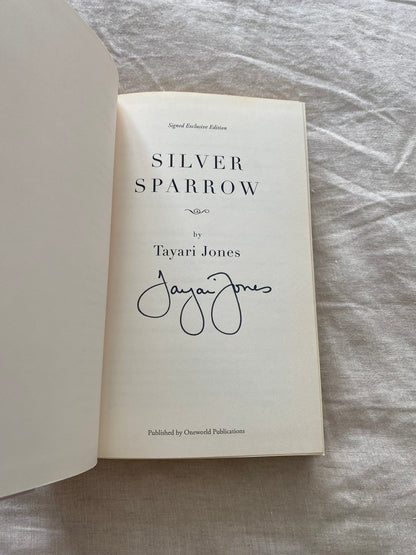 Signed Exclusive Edition
SILVER
SPARROW
by
Tayari Jones
Tayari Jones
Published by Oneworld Publications